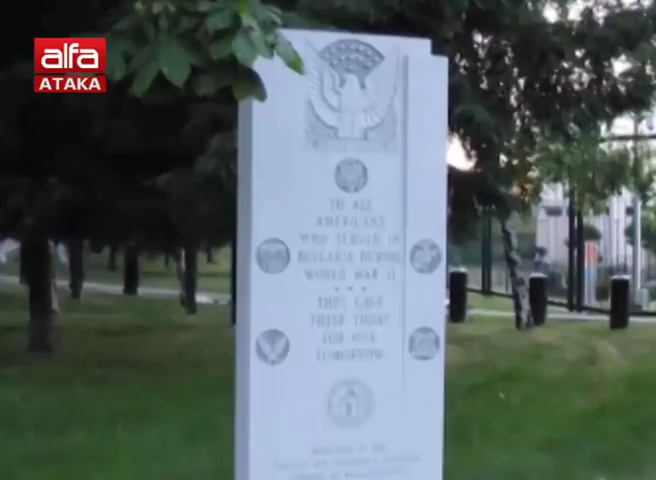 alfa
ATAKA
TO ALL
AMERICANS
WHO SERVED IN
BULGARIA DURING
WORLD WAR II
* * *
THEY GAVE
THEIR TODAY
FOR OUR
TOMORROW